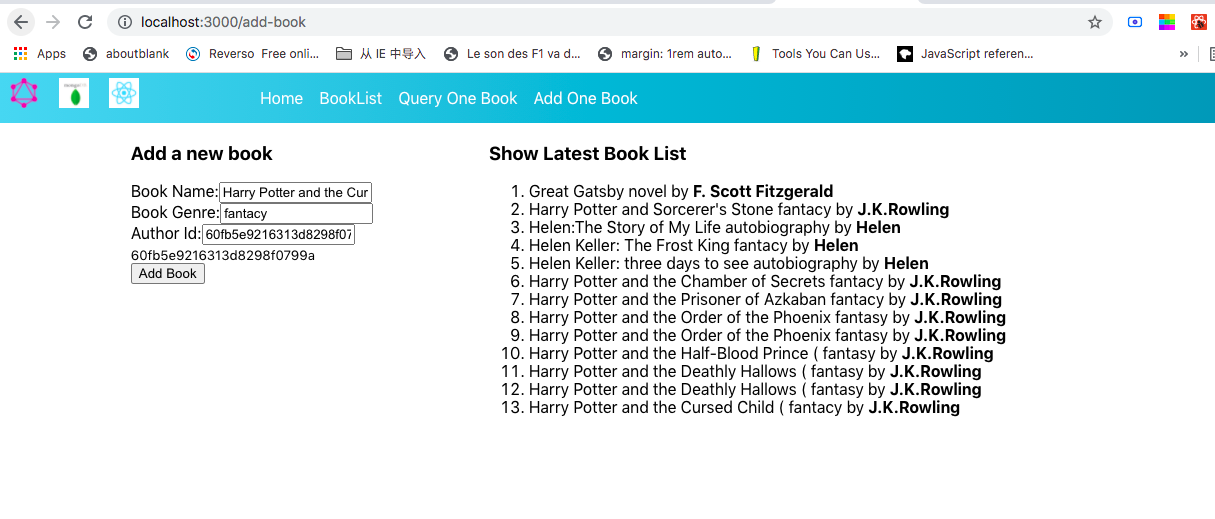 localhost:3000/add-book
Apps aboutblank Reverso Free onli... 从 IE 中导入 Le son des F1 va d... margin: 1rem auto... Tools You Can Us... JavaScript referen... »
Home BookList Query One Book Add One Book
Add a new book
Book Name: Harry Potter and the Cur
Book Genre: fantacy
Author Id: 60fb5e9216313d8298f07
60fb5e9216313d8298f0799a
Add Book
Show Latest Book List
1. Great Gatsby novel by F. Scott Fitzgerald
2. Harry Potter and Sorcerer's Stone fantacy by J.K.Rowling
3. Helen:The Story of My Life autobiography by Helen
4. Helen Keller: The Frost King fantacy by Helen
5. Helen Keller: three days to see autobiography by Helen
6. Harry Potter and the Chamber of Secrets fantacy by J.K.Rowling
7. Harry Potter and the Prisoner of Azkaban fantacy by J.K.Rowling
8. Harry Potter and the Order of the Phoenix fantasy by J.K.Rowling
9. Harry Potter and the Order of the Phoenix fantasy by J.K.Rowling
10. Harry Potter and the Half-Blood Prince ( fantasy by J.K.Rowling
11. Harry Potter and the Deathly Hallows ( fantasy by J.K.Rowling
12. Harry Potter and the Deathly Hallows ( fantasy by J.K.Rowling
13. Harry Potter and the Cursed Child ( fantacy by J.K.Rowling